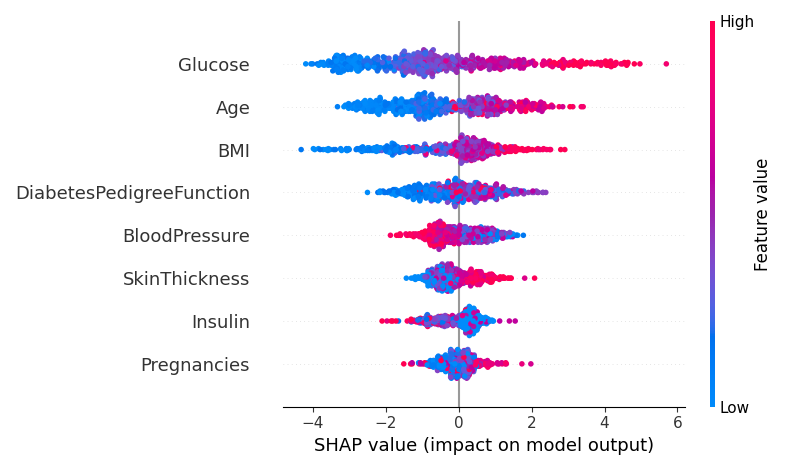 High
Glucose
Age
BMI
DiabetesPedigreeFunction
BloodPressure
SkinThickness
Insulin
Pregnancies
Feature value
Low
−4 −2 0 2 4 6
SHAP value (impact on model output)